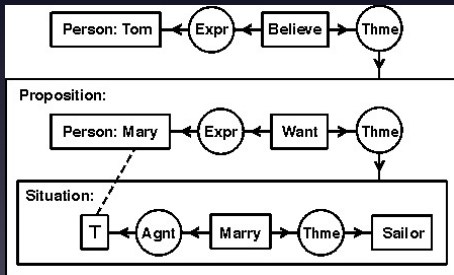 Person: Tom Expr Believe Thme
Proposition:
Person: Mary Expr Want Thme
Situation:
T Agnt Marry Thme Sailor